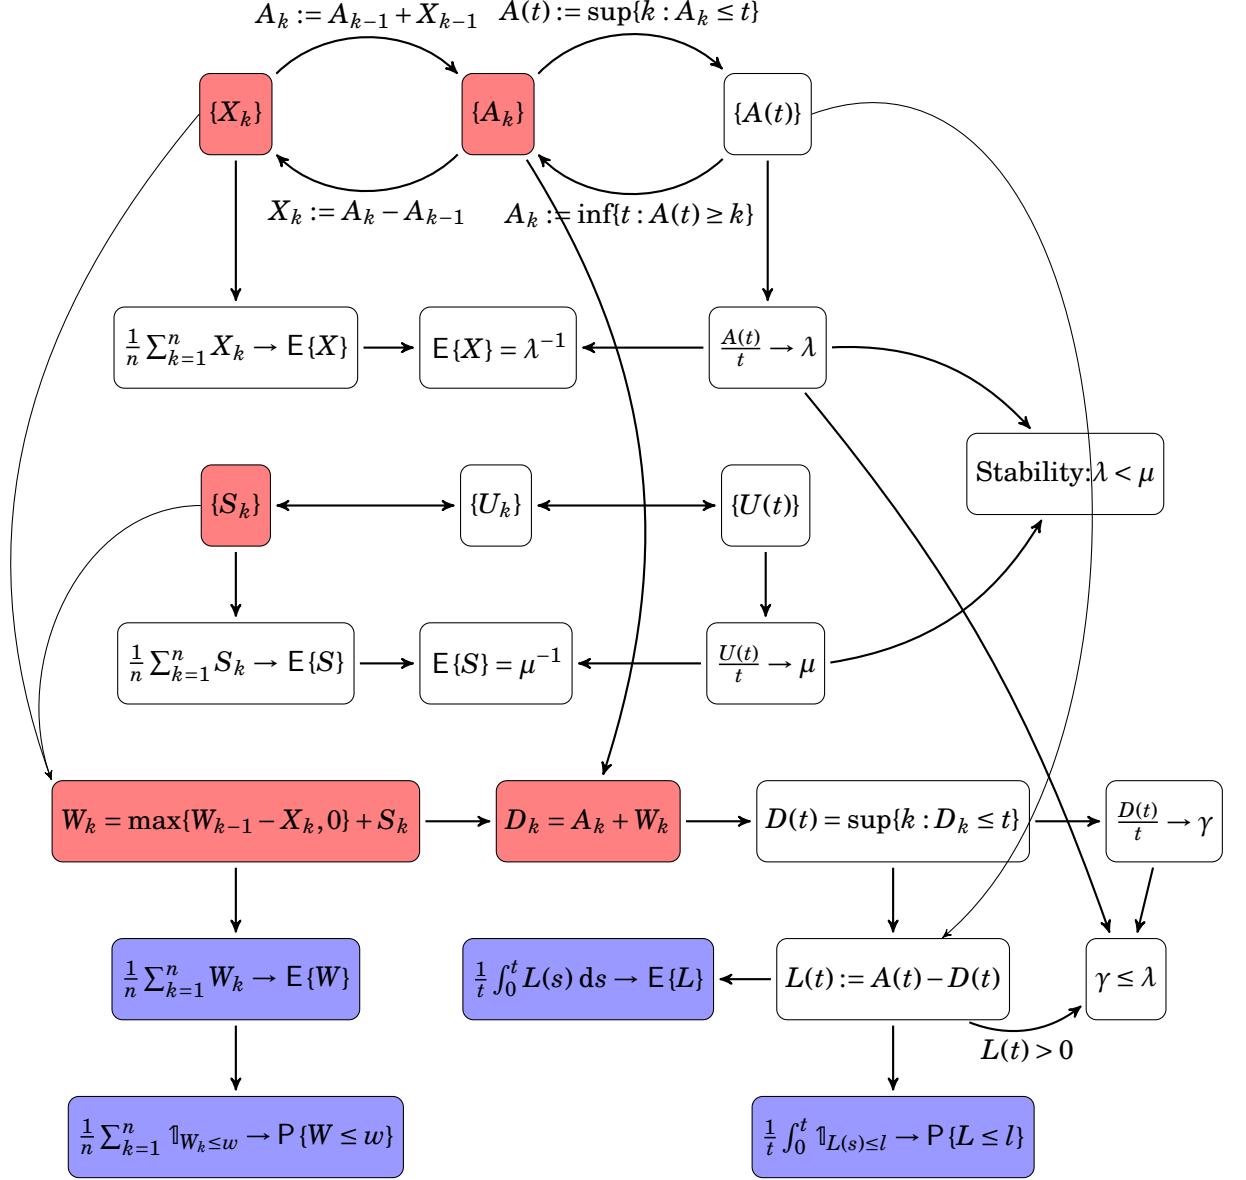 A_k := A_{k-1} + X_{k-1}
A(t) := sup{k : A_k ≤ t}
{X_k}
{A_k}
{A(t)}
X_k := A_k − A_{k-1}
A_k := inf{t : A(t) ≥ k}
1/n ∑_{k=1}^n X_k → E{X}
E{X} = λ^{-1}
A(t)/t → λ
Stability: λ < μ
{S_k}
{U_k}
{U(t)}
1/n ∑_{k=1}^n S_k → E{S}
E{S} = μ^{-1}
U(t)/t → μ
W_k = max{W_{k-1} − X_k, 0} + S_k
D_k = A_k + W_k
D(t) = sup{k : D_k ≤ t}
D(t)/t → γ
1/n ∑_{k=1}^n W_k → E{W}
1/t ∫_0^t L(s) ds → E{L}
L(t) := A(t) − D(t)
γ ≤ λ
L(t) > 0
1/n ∑_{k=1}^n 𝟙_{W_k ≤ w} → P{W ≤ w}
1/t ∫_0^t 𝟙_{L(s) ≤ l} → P{L ≤ l}